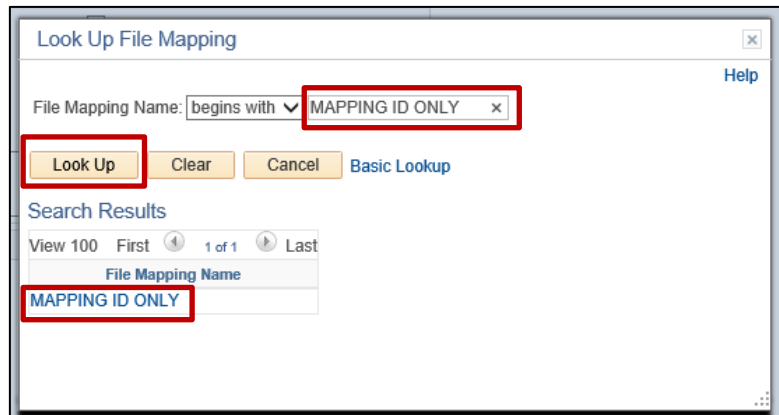 Look Up File Mapping
Help
File Mapping Name: begins with MAPPING ID ONLY ×
Look Up Clear Cancel Basic Lookup
Search Results
View 100 First 1 of 1 Last
File Mapping Name
MAPPING ID ONLY